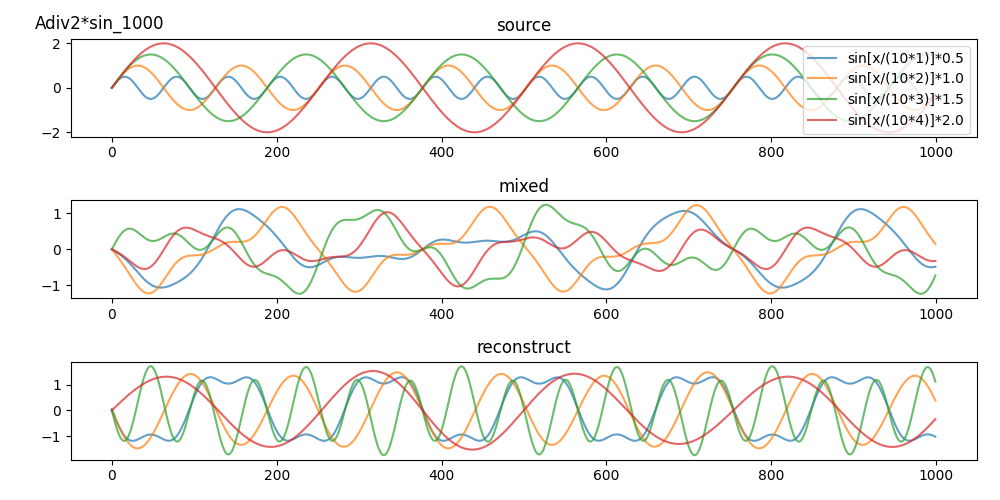 Adiv2*sin_1000
source
2
0
−2
sin[x/(10*1)]*0.5
sin[x/(10*2)]*1.0
sin[x/(10*3)]*1.5
sin[x/(10*4)]*2.0
0 200 400 600 800 1000
mixed
1
0
−1
0 200 400 600 800 1000
reconstruct
1
0
−1
0 200 400 600 800 1000